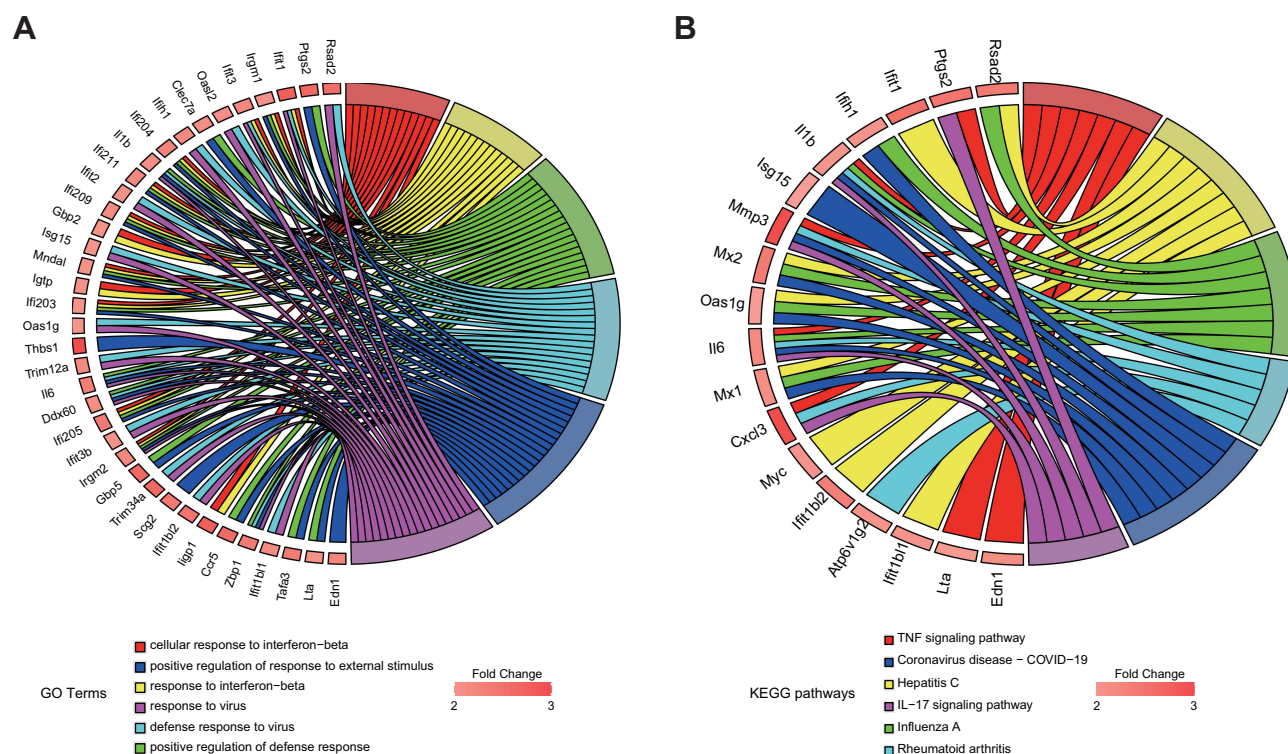 A
Rsad2
Ptgs2
Ifit1
Irgm1
Ifit3
Oasl2
Clec7a
Ifih1
Ifi204
Il1b
Ifi211
Ifit2
Ifi209
Gbp2
Isg15
Mndal
Igtp
Ifi203
Oas1g
Thbs1
Trim12a
Il6
Ddx60
Ifi205
Ifit3b
Irgm2
Gbp5
Trim34a
Scg2
Ifit1bl2
Iigp1
Ccr5
Zbp1
Ifit1bl1
Tafa3
Lta
Edn1
GO Terms
cellular response to interferon−beta
positive regulation of response to external stimulus
response to interferon−beta
response to virus
defense response to virus
positive regulation of defense response
Fold Change
2 3
B
Rsad2
Ptgs2
Ifit1
Ifih1
Il1b
Isg15
Mmp3
Mx2
Oas1g
Il6
Mx1
Cxcl3
Myc
Ifit1bl2
Atp6v1g2
Ifit1bl1
Lta
Edn1
KEGG pathways
TNF signaling pathway
Coronavirus disease − COVID−19
Hepatitis C
IL−17 signaling pathway
Influenza A
Rheumatoid arthritis
Fold Change
2 3